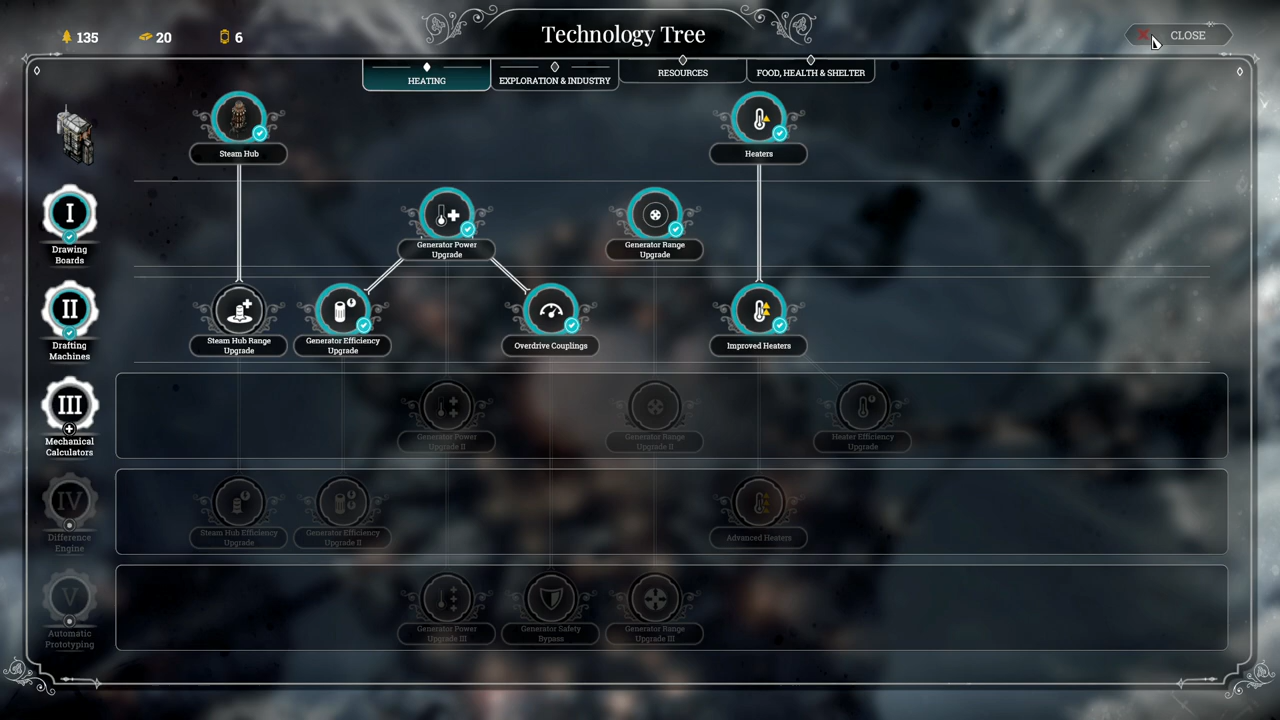 Technology Tree
135
20
6
CLOSE
HEATING
EXPLORATION & INDUSTRY
RESOURCES
FOOD, HEALTH & SHELTER
Steam Hub
Heaters
I
Drawing
Boards
Generator Power
Upgrade
Generator Range
Upgrade
II
Drafting
Machines
Steam Hub Range
Upgrade
Generator Efficiency
Upgrade
Overdrive Couplings
Improved Heaters
III
Mechanical
Calculators
Generator Power
Upgrade II
Generator Range
Upgrade II
Heater Efficiency
Upgrade
IV
Difference
Engine
Steam Hub Efficiency
Upgrade
Generator Efficiency
Upgrade II
Advanced Heaters
V
Automatic
Prototyping
Generator Power
Upgrade III
Generator Safety
Bypass
Generator Range
Upgrade III